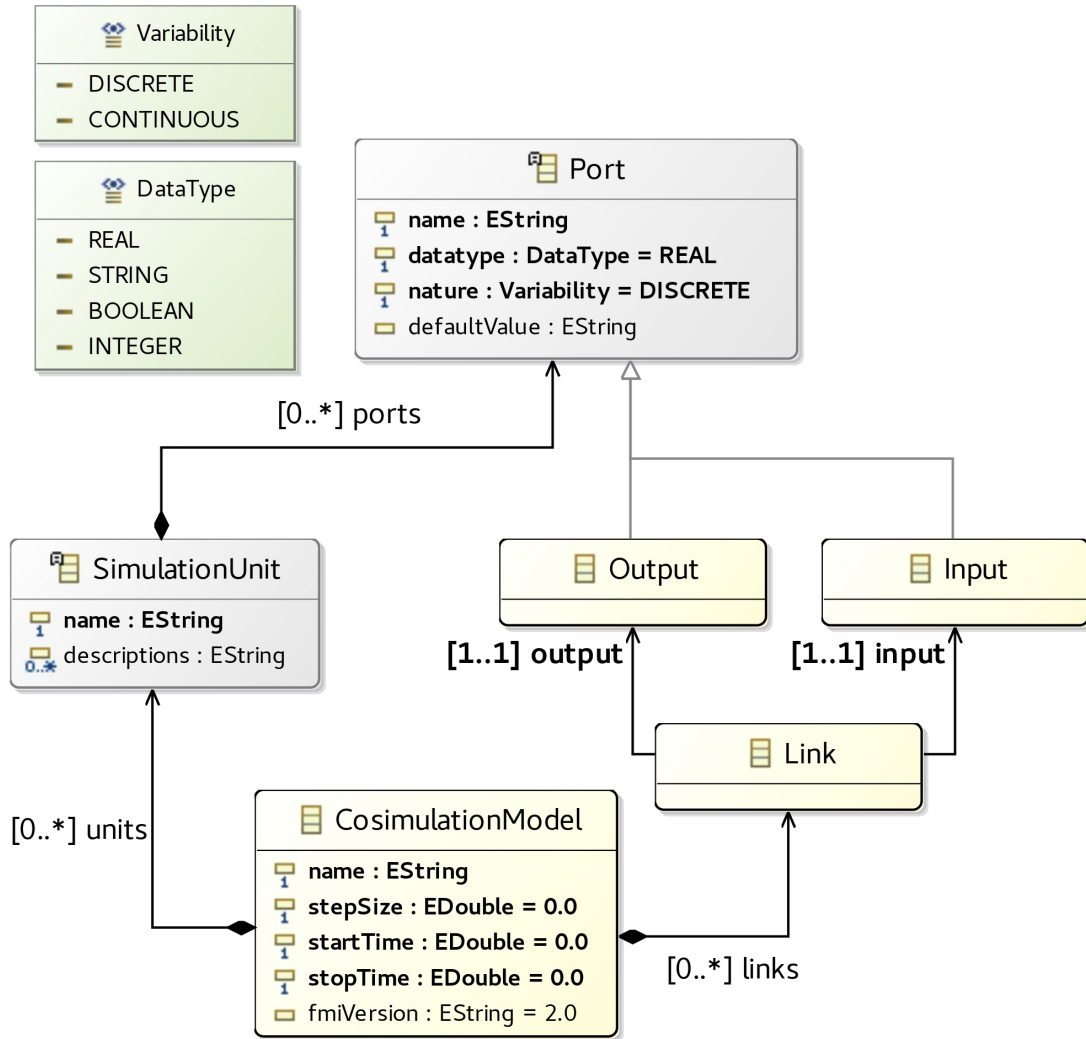 Variability
DISCRETE
CONTINUOUS
DataType
REAL
STRING
BOOLEAN
INTEGER
Port
name : EString
datatype : DataType = REAL
nature : Variability = DISCRETE
defaultValue : EString
[0..*] ports
SimulationUnit
name : EString
descriptions : EString
Output
Input
[1..1] output
[1..1] input
Link
[0..*] units
CosimulationModel
name : EString
stepSize : EDouble = 0.0
startTime : EDouble = 0.0
stopTime : EDouble = 0.0
fmiVersion : EString = 2.0
[0..*] links